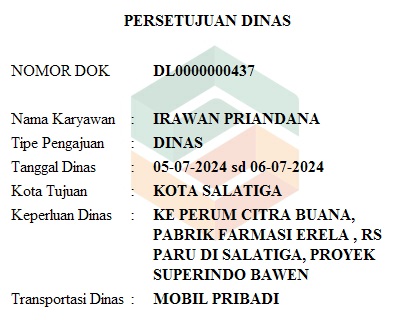 PERSETUJUAN DINAS
NOMOR DOK DL0000000437
Nama Karyawan : IRAWAN PRIANDANA
Tipe Pengajuan : DINAS
Tanggal Dinas : 05-07-2024 sd 06-07-2024
Kota Tujuan : KOTA SALATIGA
Keperluan Dinas : KE PERUM CITRA BUANA,
PABRIK FARMASI ERELA , RS
PARU DI SALATIGA, PROYEK
SUPERINDO BAWEN
Transportasi Dinas : MOBIL PRIBADI